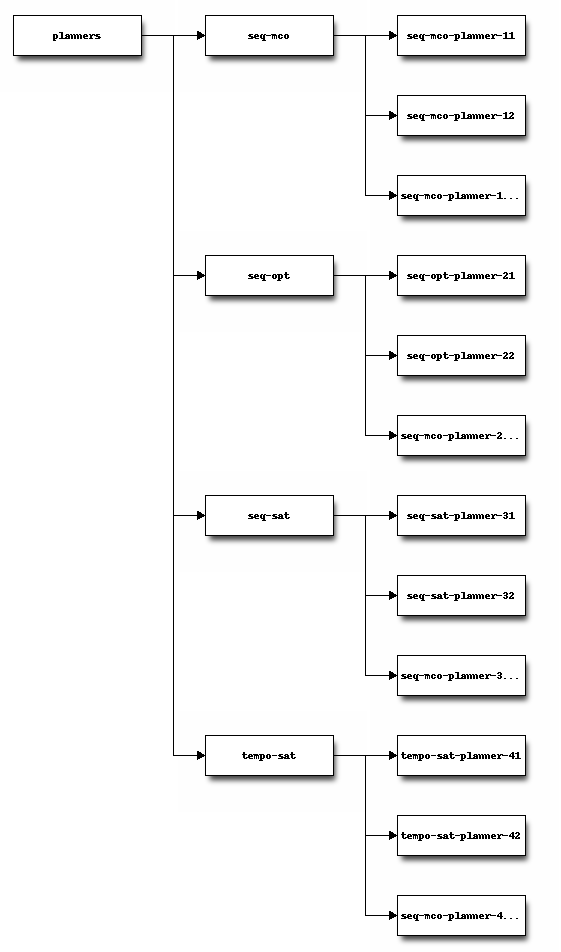 planners
seq-mco
seq-mco-planner-11
seq-mco-planner-12
seq-mco-planner-1...
seq-opt
seq-opt-planner-21
seq-opt-planner-22
seq-mco-planner-2...
seq-sat
seq-sat-planner-31
seq-sat-planner-32
seq-mco-planner-3...
tempo-sat
tempo-sat-planner-41
tempo-sat-planner-42
seq-mco-planner-4...